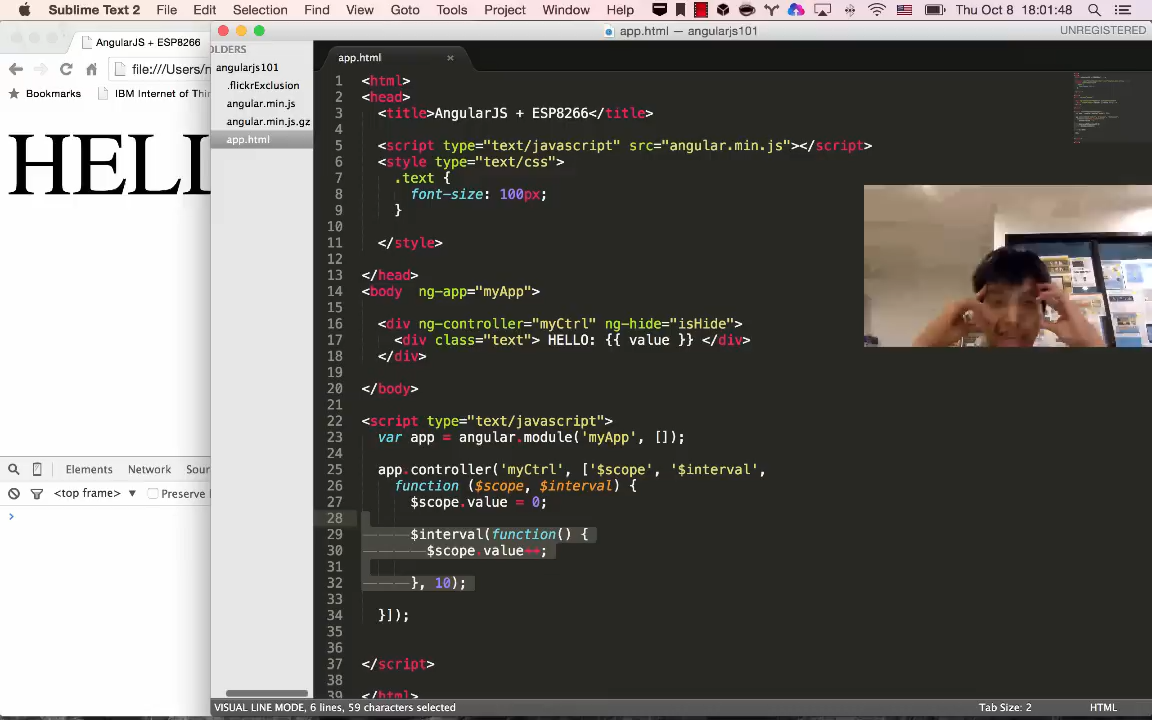 Sublime Text 2 File Edit Selection Find View Goto Tools Project Window Help Thu Oct 8 18:01:48
AngularJS + ESP8266
app.html — angularjs101
UNREGISTERED
OLDERS
angularjs101
.flickrExclusion
angular.min.js
angular.min.js.gz
app.html
file:///Users/
Bookmarks IBM Internet of Thi
HELL
Elements Network Sour
<top frame> ▼ Preserve
>
app.html ×
1 <html>
2 <head>
3 <title>AngularJS + ESP8266</title>
4
5 <script type="text/javascript" src="angular.min.js"></script>
6 <style type="text/css">
7 .text {
8 font-size: 100px;
9 }
10
11 </style>
12
13 </head>
14 <body  ng-app="myApp">
15
16 <div ng-controller="myCtrl" ng-hide="isHide">
17 <div class="text"> HELLO: {{ value }} </div>
18 </div>
19
20 </body>
21
22 <script type="text/javascript">
23 var app = angular.module('myApp', []);
24
25 app.controller('myCtrl', ['$scope', '$interval',
26 function ($scope, $interval) {
27 $scope.value = 0;
28
29 $interval(function() {
30 $scope.value++;
31
32 }, 10);
33
34 }]);
35
36
37 </script>
38
39 </html>
VISUAL LINE MODE, 6 lines, 59 characters selected Tab Size: 2 HTML